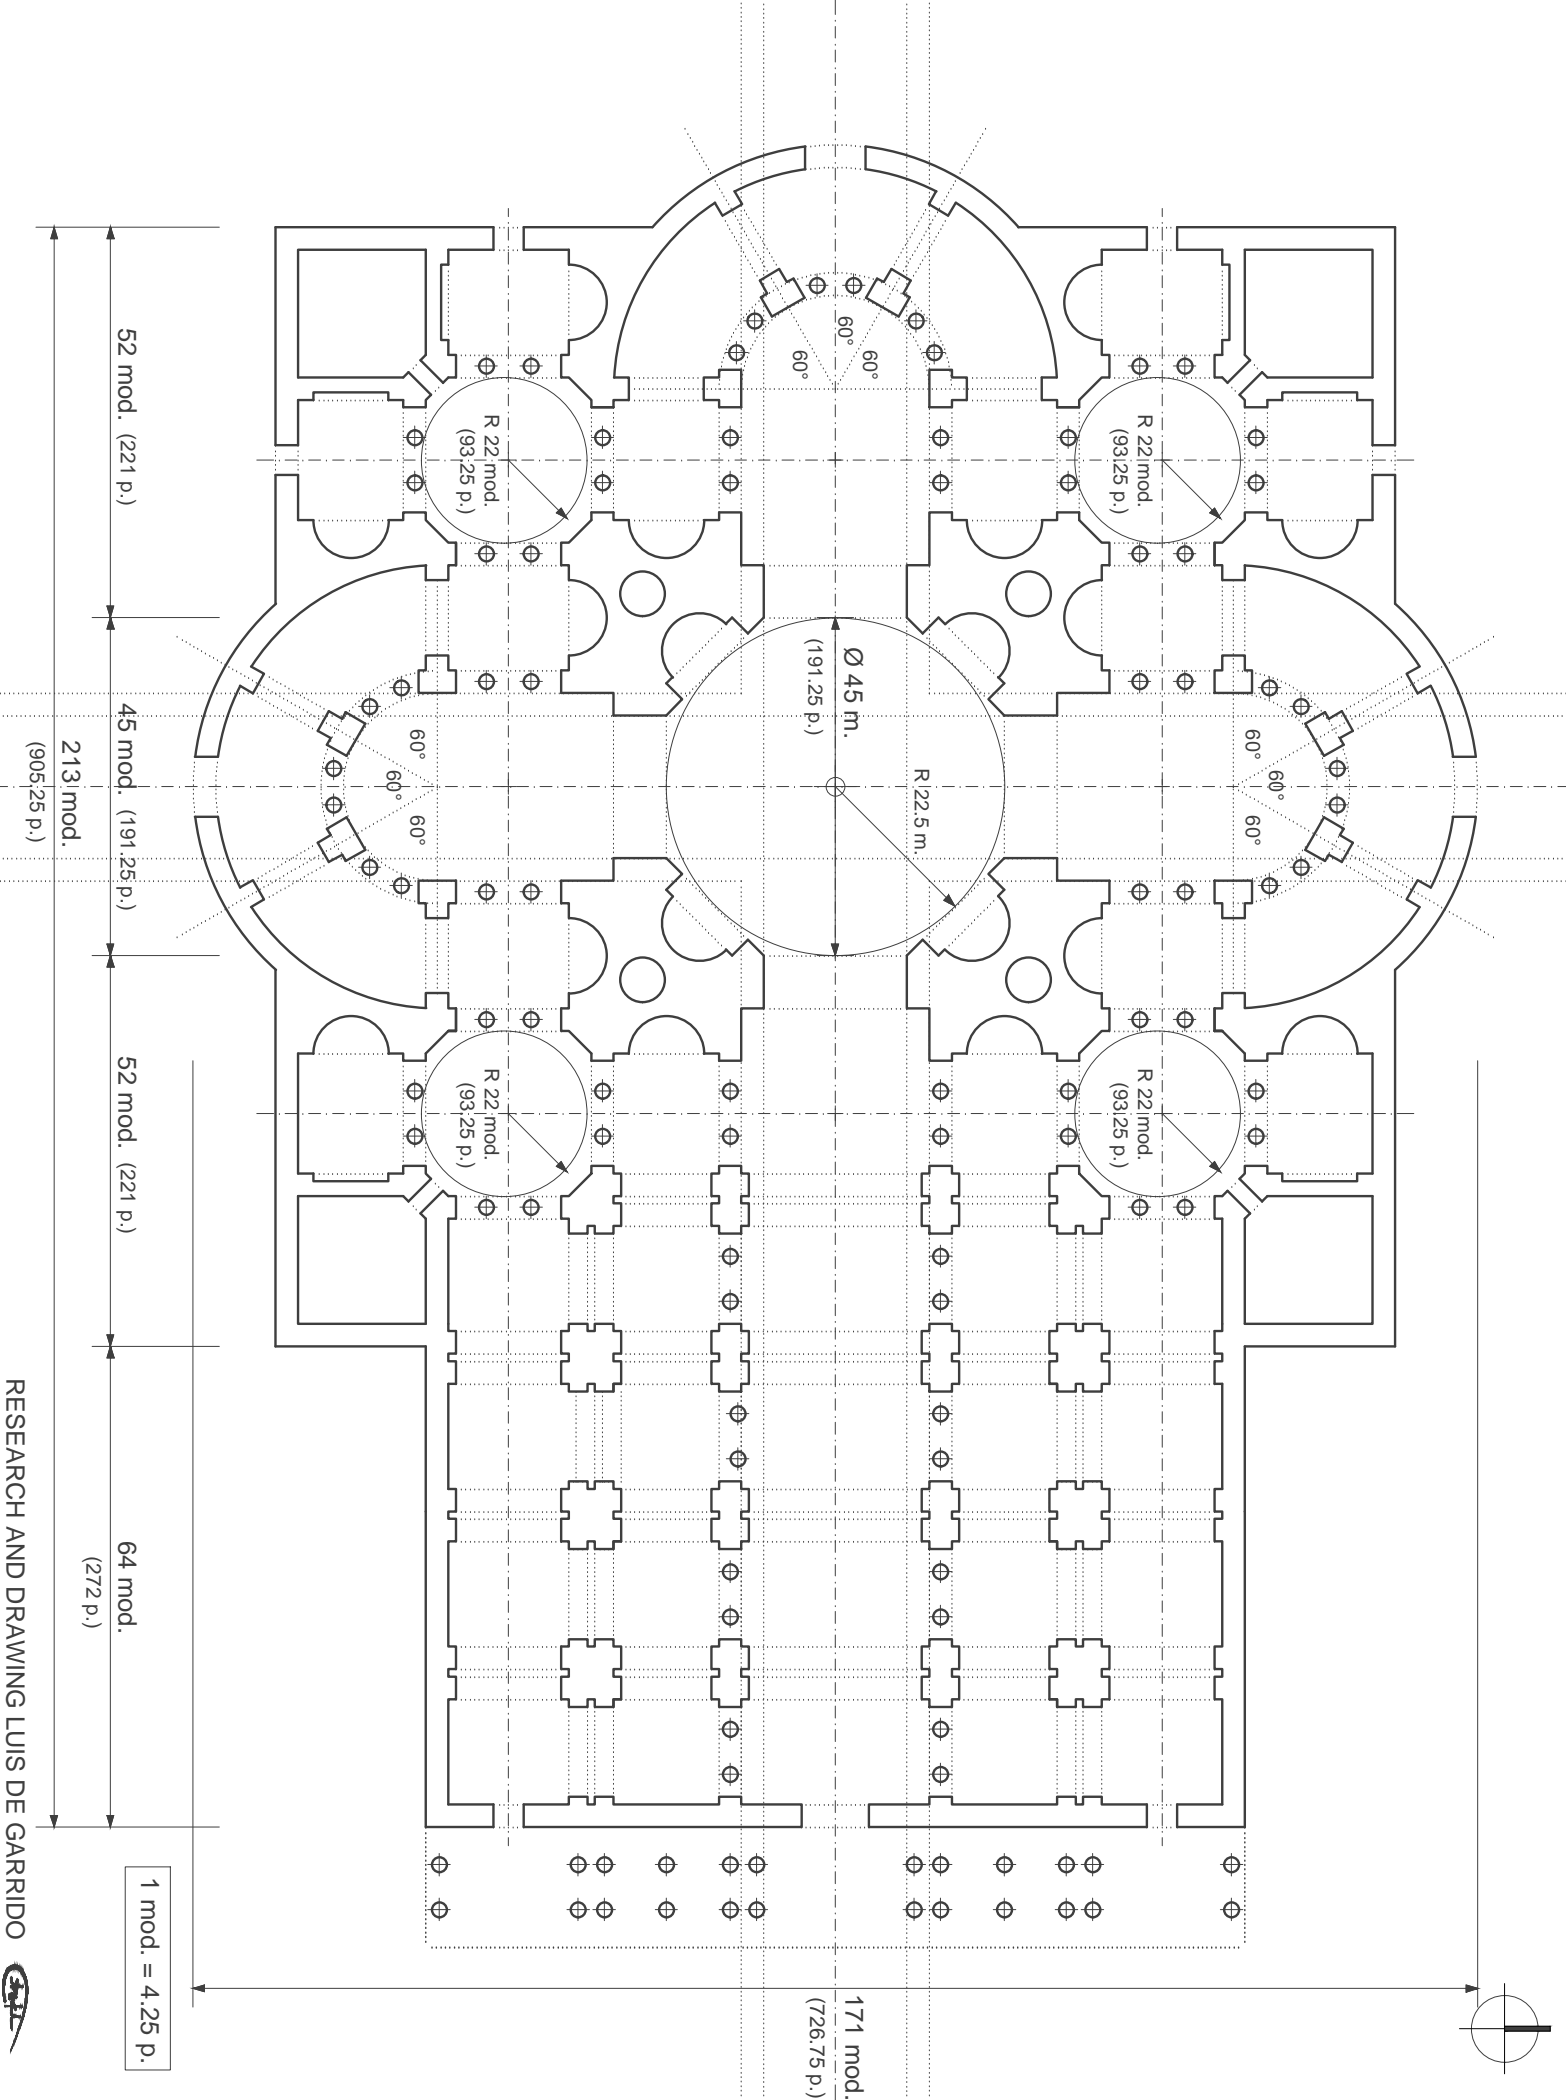 52 mod. (221 p.)
45 mod. (191.25 p.)
52 mod. (221 p.)
64 mod.
(272 p.)
213 mod.
(905.25 p.)
R 22 mod.
(93.25 p.)
R 22 mod.
(93.25 p.)
60°
60°
60°
Ø 45 m.
(191.25 p.)
R 22.5 m.
60°
60°
60°
60°
60°
60°
R 22 mod.
(93.25 p.)
R 22 mod.
(93.25 p.)
171 mod.
(726.75 p.)
1 mod. = 4.25 p.
RESEARCH AND DRAWING LUIS DE GARRIDO